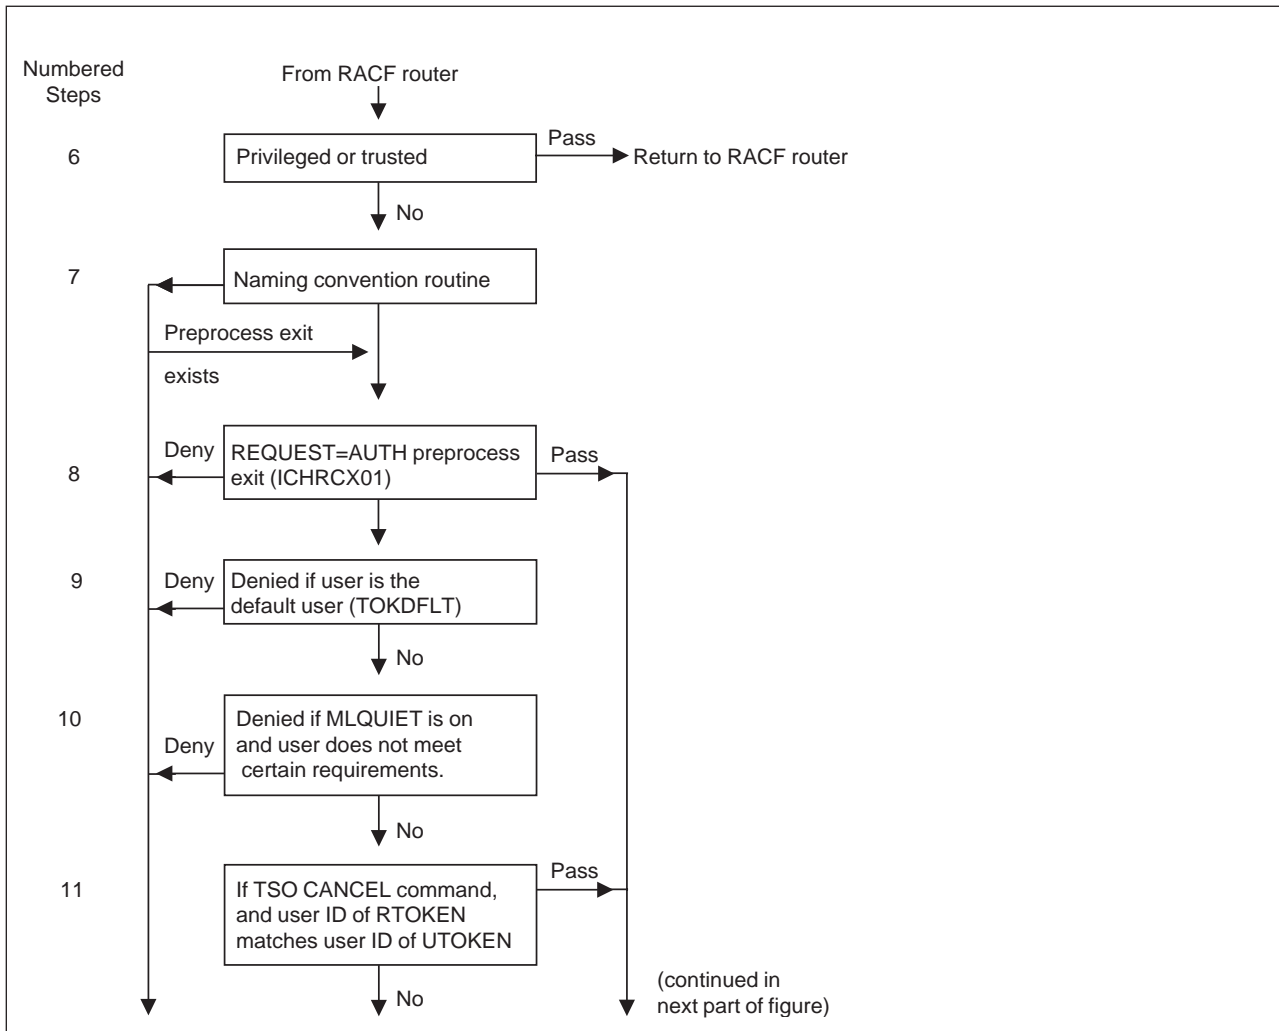 Numbered
Steps
From RACF router
6
Privileged or trusted
Pass
Return to RACF router
No
7
Naming convention routine
Preprocess exit
exists
8
Deny
REQUEST=AUTH preprocess
exit (ICHRCX01)
Pass
9
Deny
Denied if user is the
default user (TOKDFLT)
No
10
Deny
Denied if MLQUIET is on
and user does not meet
certain requirements.
No
11
If TSO CANCEL command,
and user ID of RTOKEN
matches user ID of UTOKEN
Pass
No
(continued in
next part of figure)